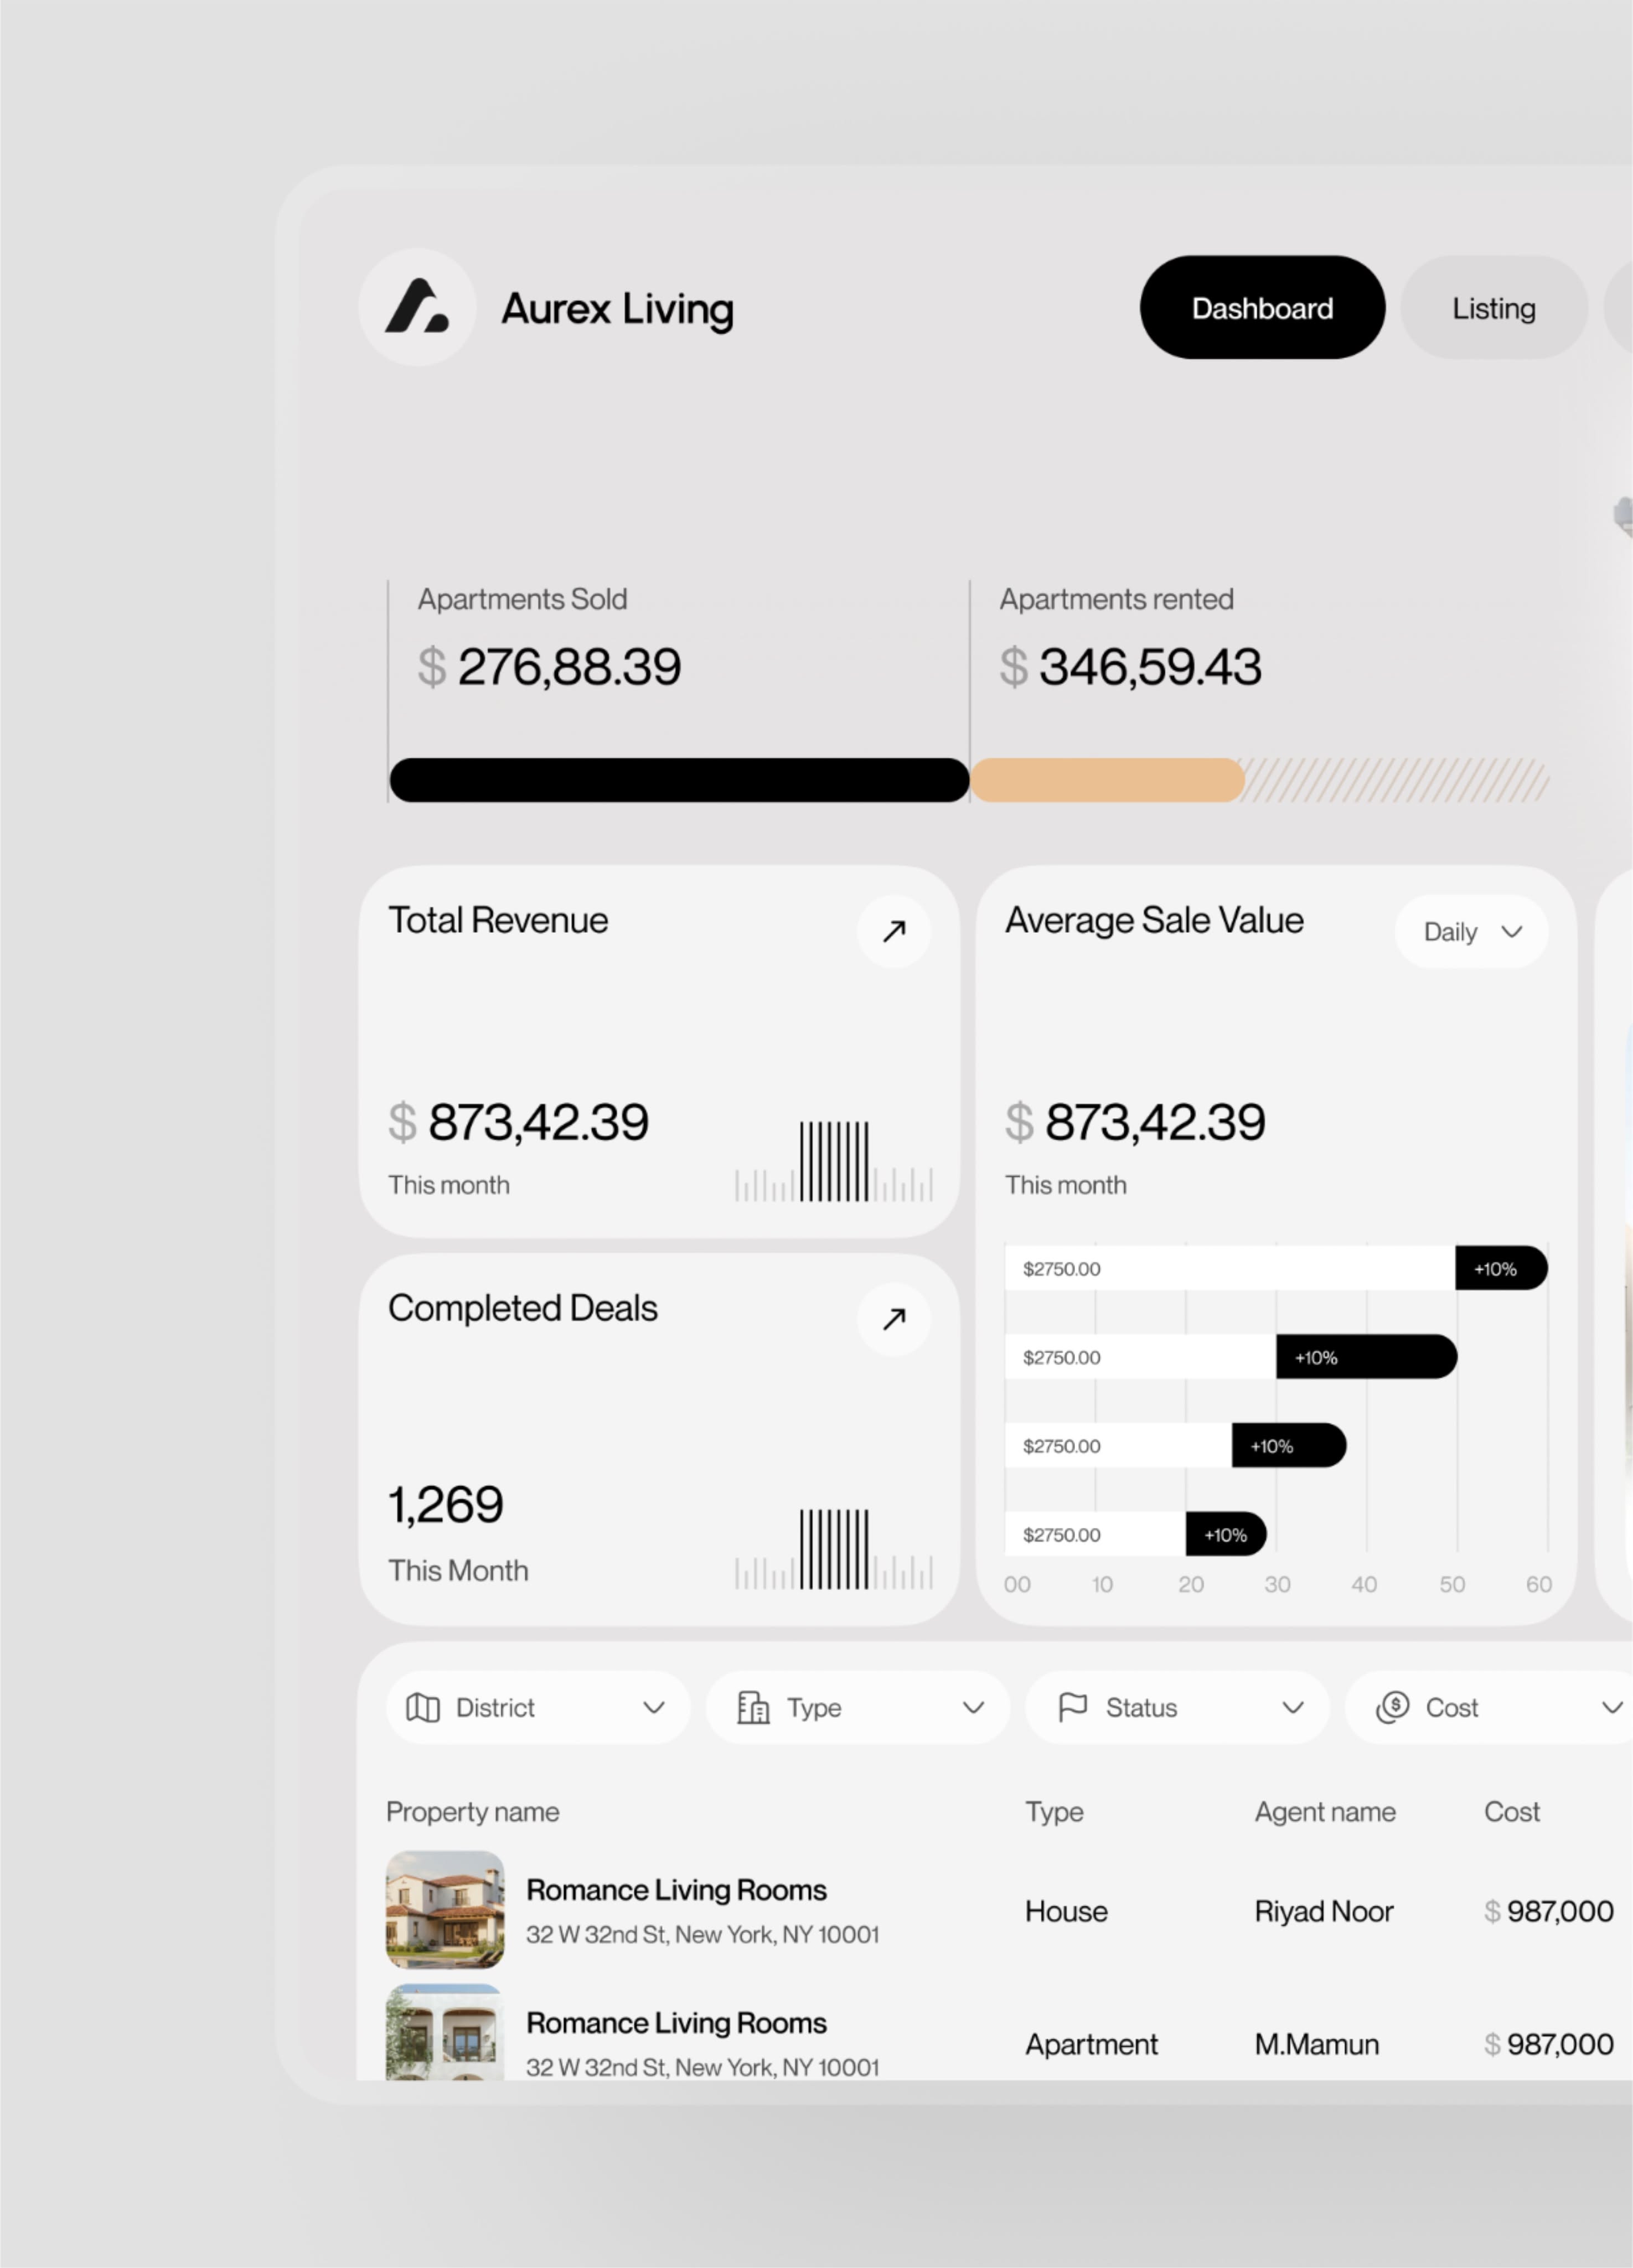 Aurex Living
Dashboard
Listing
Apartments Sold
$ 276,88.39
Apartments rented
$ 346,59.43
Total Revenue
$ 873,42.39
This month
Average Sale Value
Daily
$ 873,42.39
This month
$2750.00 +10%
$2750.00 +10%
$2750.00 +10%
$2750.00 +10%
00 10 20 30 40 50 60
Completed Deals
1,269
This Month
District
Type
Status
Cost
Property name Type Agent name Cost
Romance Living Rooms
32 W 32nd St, New York, NY 10001
House Riyad Noor $ 987,000
Romance Living Rooms
32 W 32nd St, New York, NY 10001
Apartment M.Mamun $ 987,000